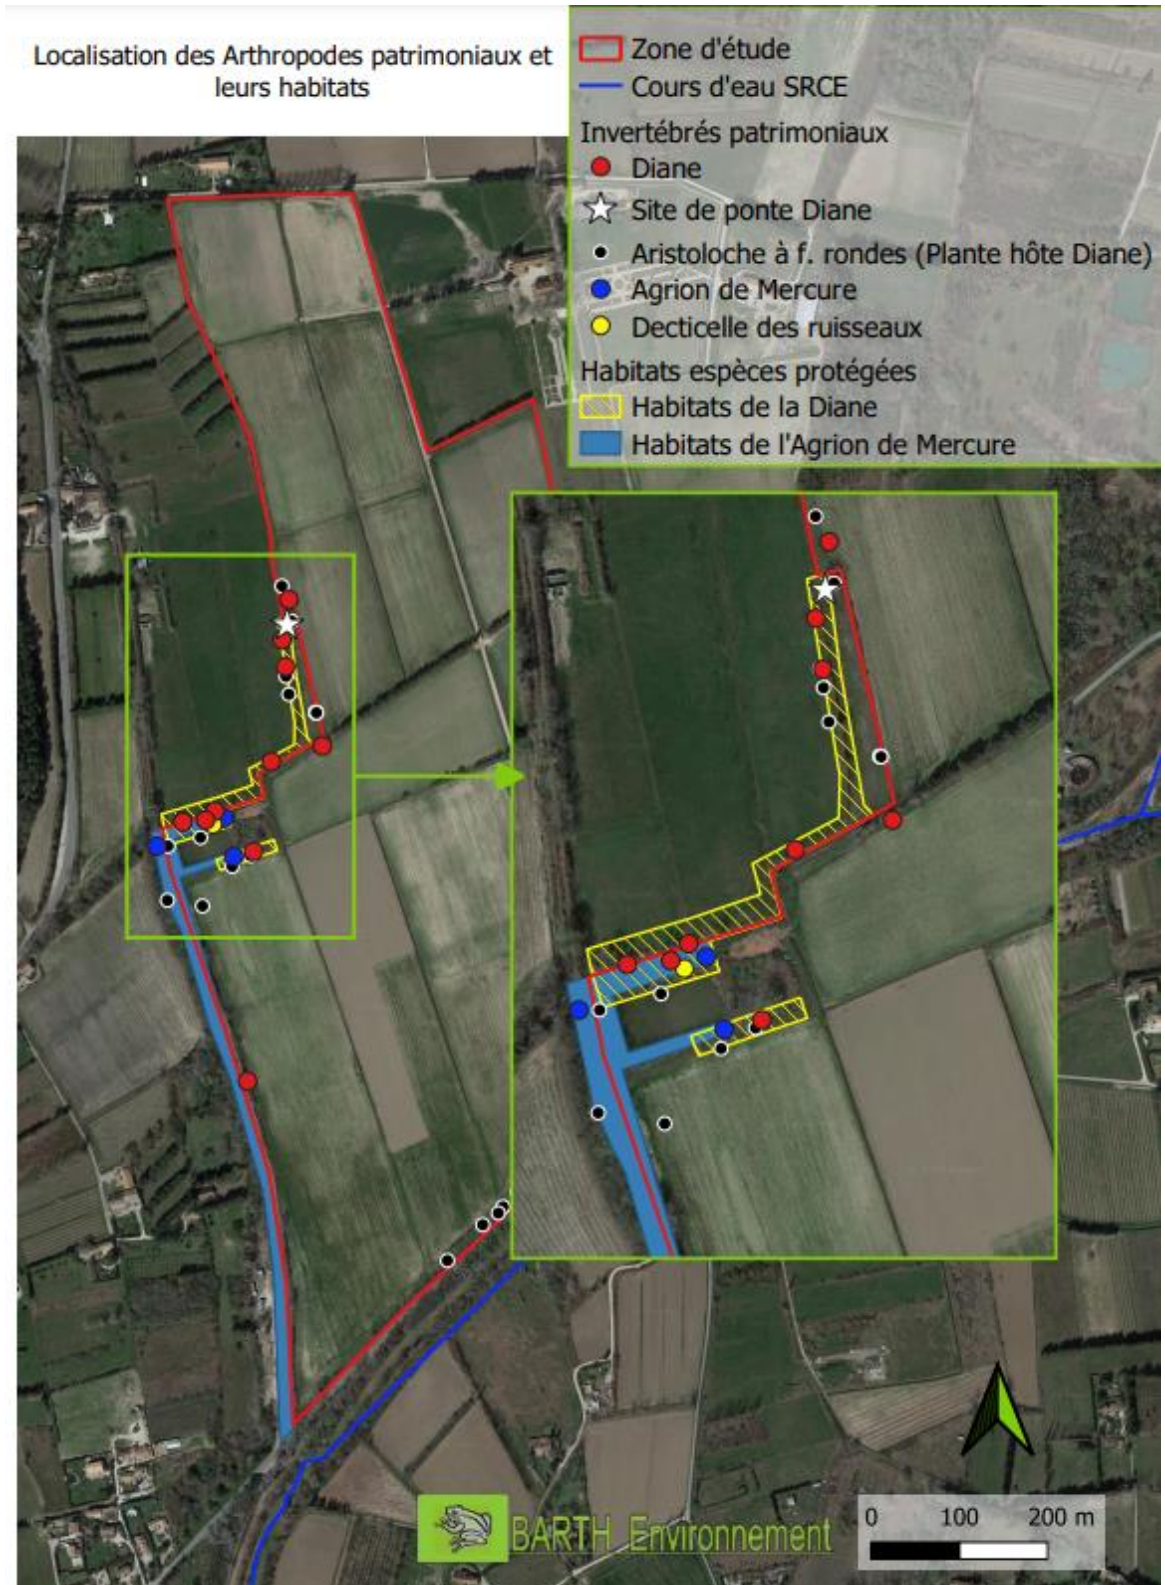 Localisation des Arthropodes patrimoniaux et
leurs habitats
Zone d'étude
Cours d'eau SRCE
Invertébrés patrimoniaux
Diane
Site de ponte Diane
Aristoloche à f. rondes (Plante hôte Diane)
Agrion de Mercure
Decticelle des ruisseaux
Habitats espèces protégées
Habitats de la Diane
Habitats de l'Agrion de Mercure
BARTH Environnement
0 100 200 m